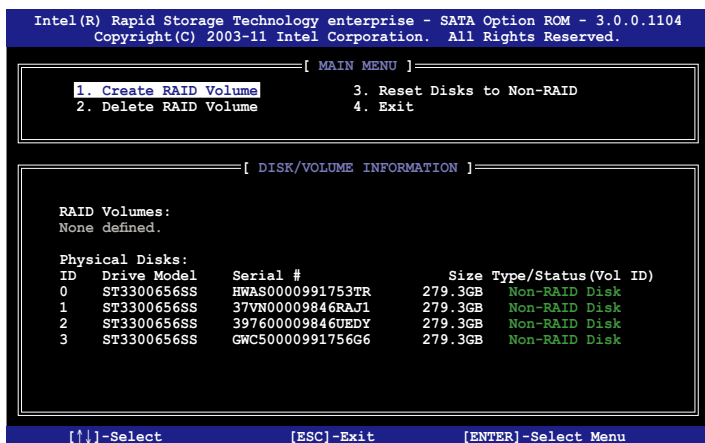 Intel(R) Rapid Storage Technology enterprise - SATA Option ROM - 3.0.0.1104
Copyright(C) 2003-11 Intel Corporation. All Rights Reserved.
[ MAIN MENU ]
1. Create RAID Volume 3. Reset Disks to Non-RAID
2. Delete RAID Volume 4. Exit
[ DISK/VOLUME INFORMATION ]
RAID Volumes:
None defined.
Physical Disks:
ID Drive Model Serial # Size Type/Status(Vol ID)
0 ST3300656SS HWAS0000991753TR 279.3GB Non-RAID Disk
1 ST3300656SS 37VN00009846RAJ1 279.3GB Non-RAID Disk
2 ST3300656SS 397600009846UEDY 279.3GB Non-RAID Disk
3 ST3300656SS GWC50000991756G6 279.3GB Non-RAID Disk
[↑↓]-Select [ESC]-Exit [ENTER]-Select Menu